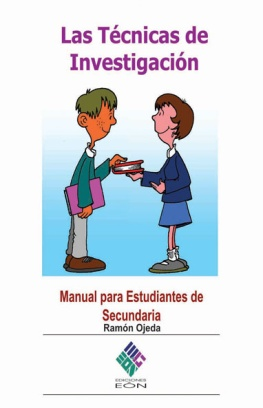 Las Técnicas de
Investigación
Manual para Estudiantes de
Secundaria
Ramón Ojeda
EDICIONES
EÓN